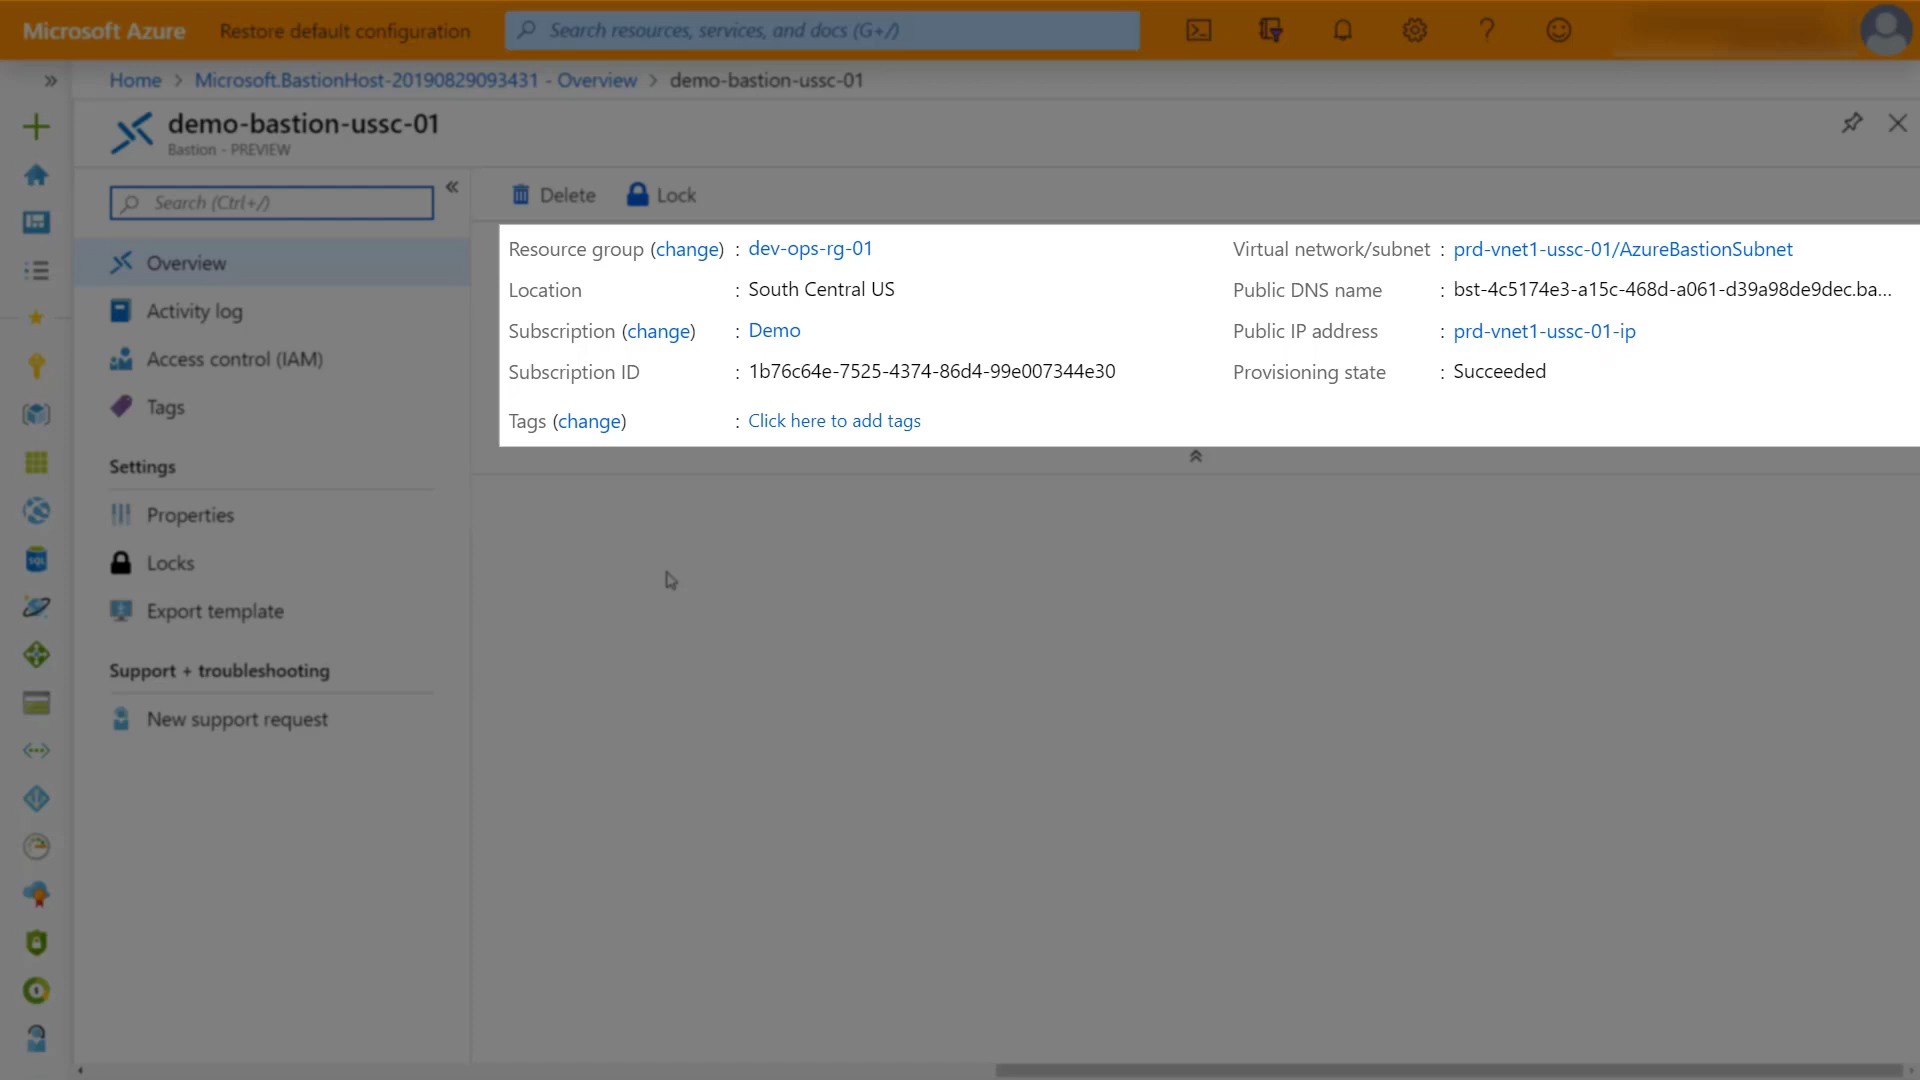 Microsoft Azure Restore default configuration Search resources, services, and docs (G+/)
Home > Microsoft.BastionHost-20190829093431 - Overview > demo-bastion-ussc-01
demo-bastion-ussc-01
Bastion - PREVIEW
Search (Ctrl+/)
Overview
Activity log
Access control (IAM)
Tags
Settings
Properties
Locks
Export template
Support + troubleshooting
New support request
Delete Lock
Resource group (change) : dev-ops-rg-01
Location : South Central US
Subscription (change) : Demo
Subscription ID : 1b76c64e-7525-4374-86d4-99e007344e30
Tags (change) : Click here to add tags
Virtual network/subnet : prd-vnet1-ussc-01/AzureBastionSubnet
Public DNS name : bst-4c5174e3-a15c-468d-a061-d39a98de9dec.ba...
Public IP address : prd-vnet1-ussc-01-ip
Provisioning state : Succeeded
SQL